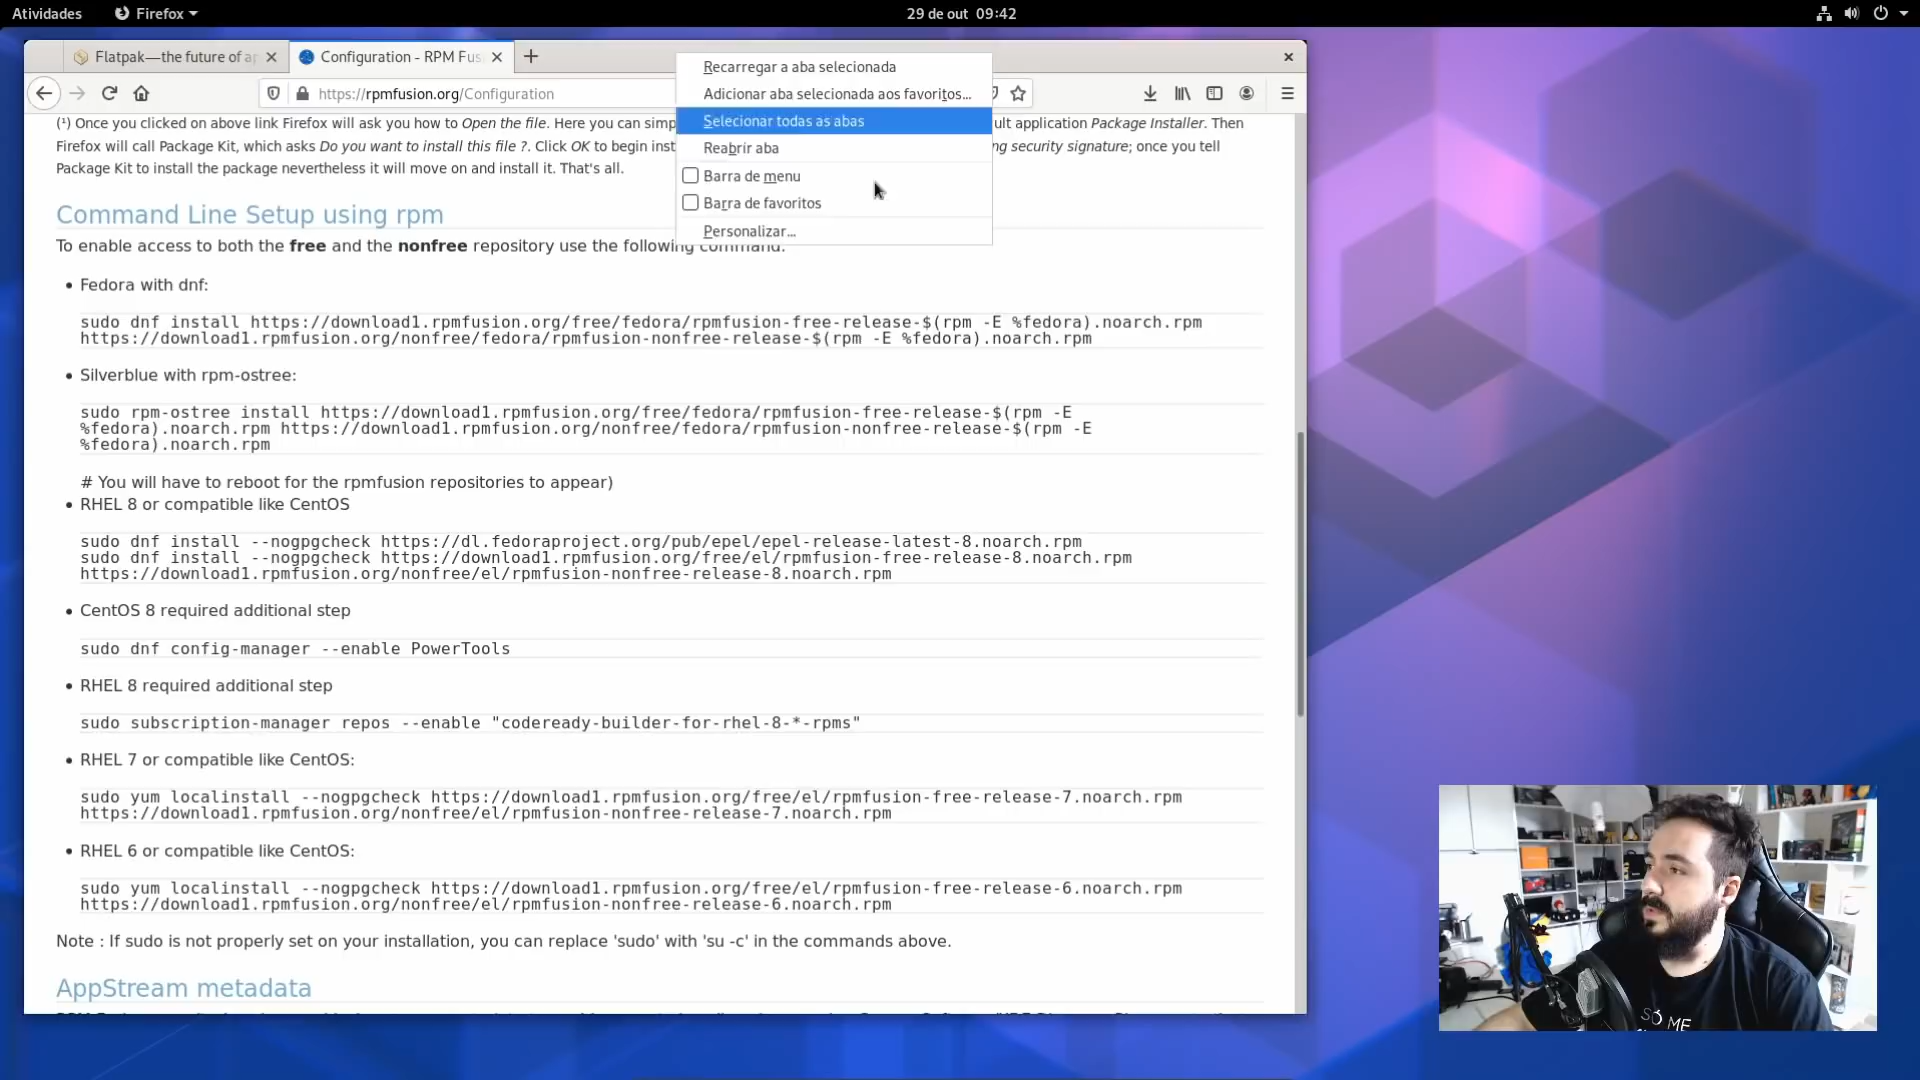 Atividades
Firefox
29 de out 09:42
Flatpak—the future of ap
Configuration - RPM Fus
https://rpmfusion.org/Configuration
Recarregar a aba selecionada
Adicionar aba selecionada aos favoritos...
Selecionar todas as abas
Reabrir aba
Barra de menu
Barra de favoritos
Personalizar...
(¹) Once you clicked on above link Firefox will ask you how to Open the file. Here you can simp ult application Package Installer. Then
Firefox will call Package Kit, which asks Do you want to install this file ?. Click OK to begin inst ng security signature; once you tell
Package Kit to install the package nevertheless it will move on and install it. That's all.
Command Line Setup using rpm
To enable access to both the free and the nonfree repository use the following command:
• Fedora with dnf:
sudo dnf install https://download1.rpmfusion.org/free/fedora/rpmfusion-free-release-$(rpm -E %fedora).noarch.rpm
https://download1.rpmfusion.org/nonfree/fedora/rpmfusion-nonfree-release-$(rpm -E %fedora).noarch.rpm
• Silverblue with rpm-ostree:
sudo rpm-ostree install https://download1.rpmfusion.org/free/fedora/rpmfusion-free-release-$(rpm -E
%fedora).noarch.rpm https://download1.rpmfusion.org/nonfree/fedora/rpmfusion-nonfree-release-$(rpm -E
%fedora).noarch.rpm
# You will have to reboot for the rpmfusion repositories to appear)
• RHEL 8 or compatible like CentOS
sudo dnf install --nogpgcheck https://dl.fedoraproject.org/pub/epel/epel-release-latest-8.noarch.rpm
sudo dnf install --nogpgcheck https://download1.rpmfusion.org/free/el/rpmfusion-free-release-8.noarch.rpm
https://download1.rpmfusion.org/nonfree/el/rpmfusion-nonfree-release-8.noarch.rpm
• CentOS 8 required additional step
sudo dnf config-manager --enable PowerTools
• RHEL 8 required additional step
sudo subscription-manager repos --enable "codeready-builder-for-rhel-8-*-rpms"
• RHEL 7 or compatible like CentOS:
sudo yum localinstall --nogpgcheck https://download1.rpmfusion.org/free/el/rpmfusion-free-release-7.noarch.rpm
https://download1.rpmfusion.org/nonfree/el/rpmfusion-nonfree-release-7.noarch.rpm
• RHEL 6 or compatible like CentOS:
sudo yum localinstall --nogpgcheck https://download1.rpmfusion.org/free/el/rpmfusion-free-release-6.noarch.rpm
https://download1.rpmfusion.org/nonfree/el/rpmfusion-nonfree-release-6.noarch.rpm
Note : If sudo is not properly set on your installation, you can replace 'sudo' with 'su -c' in the commands above.
AppStream metadata
SÓ ME